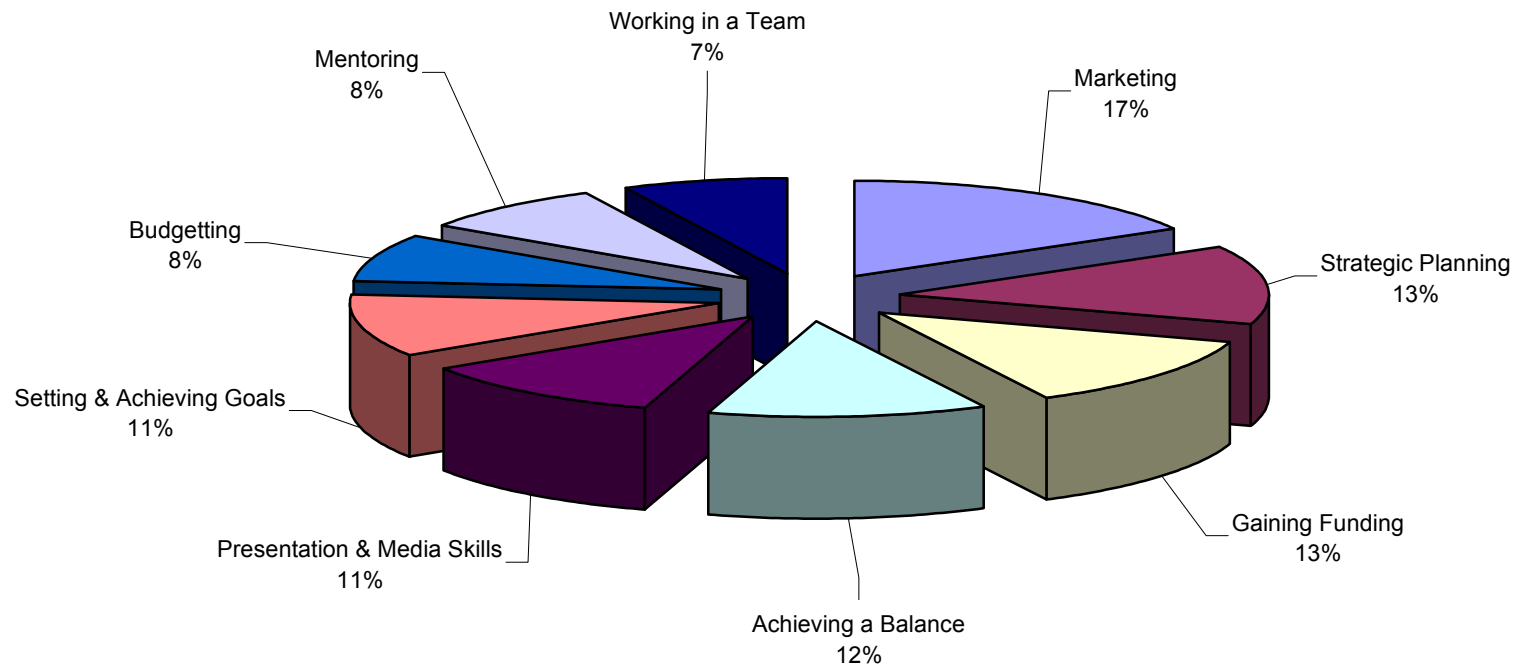 Working in a Team
7%
Marketing
17%
Strategic Planning
13%
Gaining Funding
13%
Achieving a Balance
12%
Presentation & Media Skills
11%
Setting & Achieving Goals
11%
Budgetting
8%
Mentoring
8%